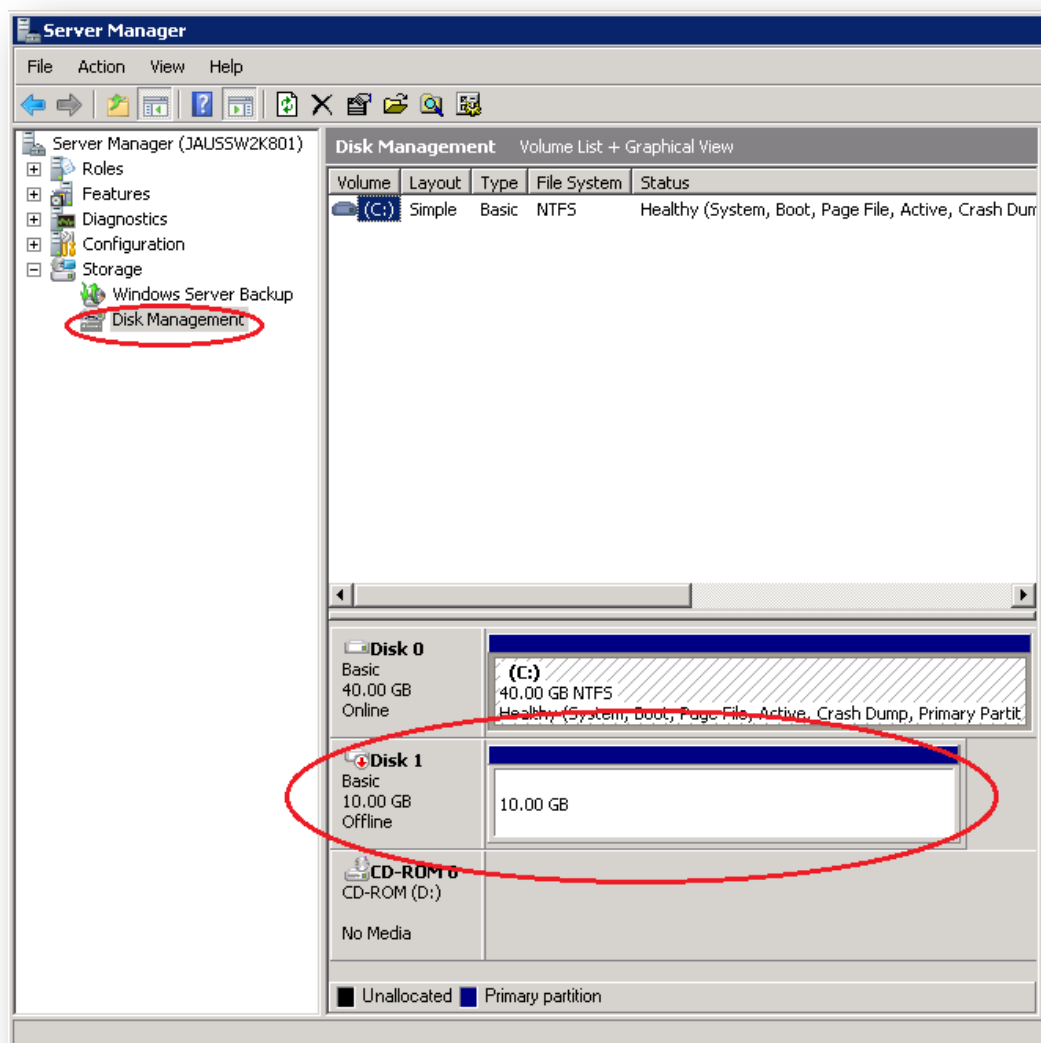 Server Manager
File Action View Help
Server Manager (JAUSSW2K801)
Roles
Features
Diagnostics
Configuration
Storage
Windows Server Backup
Disk Management
Disk Management Volume List + Graphical View
Volume Layout Type File System Status
(C:) Simple Basic NTFS Healthy (System, Boot, Page File, Active, Crash Dum
Disk 0
Basic
40.00 GB
Online
(C:)
40.00 GB NTFS
Healthy (System, Boot, Page File, Active, Crash Dump, Primary Partit
Disk 1
Basic
10.00 GB
Offline
10.00 GB
CD-ROM 0
CD-ROM (D:)
No Media
Unallocated Primary partition